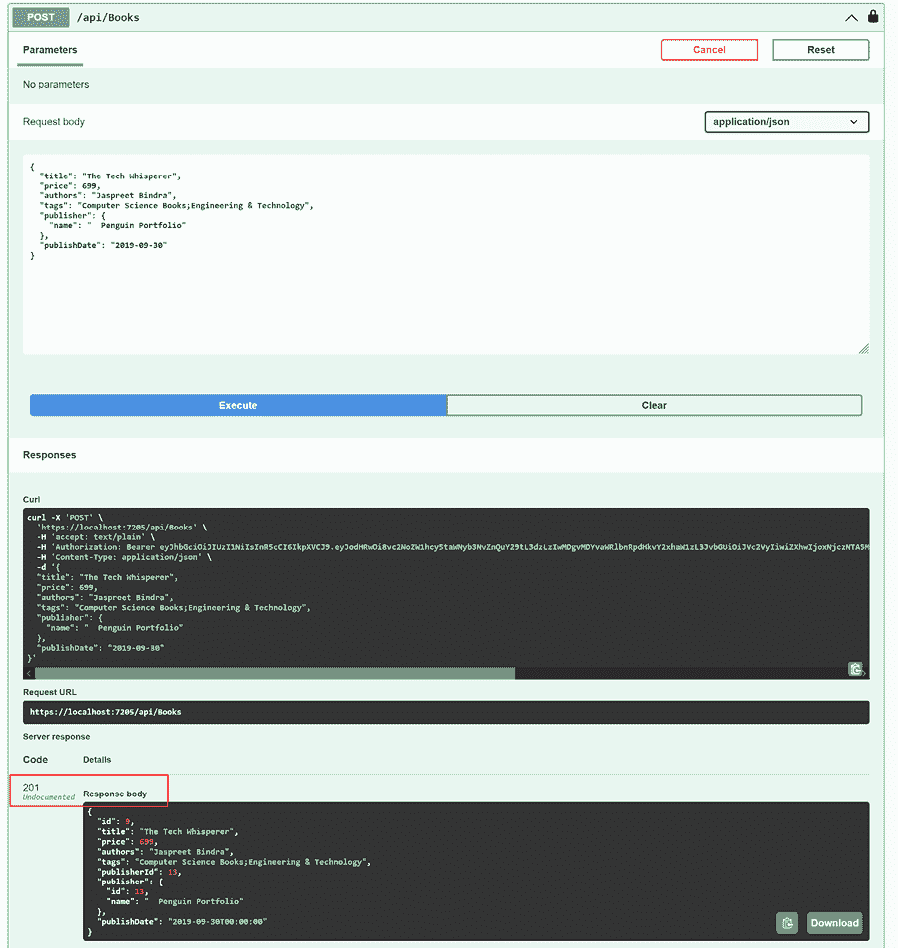 POST /api/Books
Parameters
Cancel
Reset
No parameters
Request body
application/json
{
"title": "The Tech Whisperer",
"price": 699,
"authors": "Jaspreet Bindra",
"tags": "Computer Science Books;Engineering & Technology",
"publisher": {
"name": "  Penguin Portfolio"
},
"publishDate": "2019-09-30"
}
Execute
Clear
Responses
Curl
curl -X 'POST' \
'https://localhost:7205/api/Books' \
-H 'accept: text/plain' \
-H 'Authorization: Bearer
-H 'Content-Type: application/json' \
-d '{
"title": "The Tech Whisperer",
"price": 699,
"authors": "Jaspreet Bindra",
"tags": "Computer Science Books;Engineering & Technology",
"publisher": {
"name": "  Penguin Portfolio"
},
"publishDate": "2019-09-30"
}'
Request URL
https://localhost:7205/api/Books
Server response
Code
Details
201
Undocumented
Response body
{
"id": 9,
"title": "The Tech Whisperer",
"price": 699,
"authors": "Jaspreet Bindra",
"tags": "Computer Science Books;Engineering & Technology",
"publisherId": 13,
"publisher": {
"id": 13,
"name": "  Penguin Portfolio"
},
"publishDate": "2019-09-30T00:00:00"
}
Download